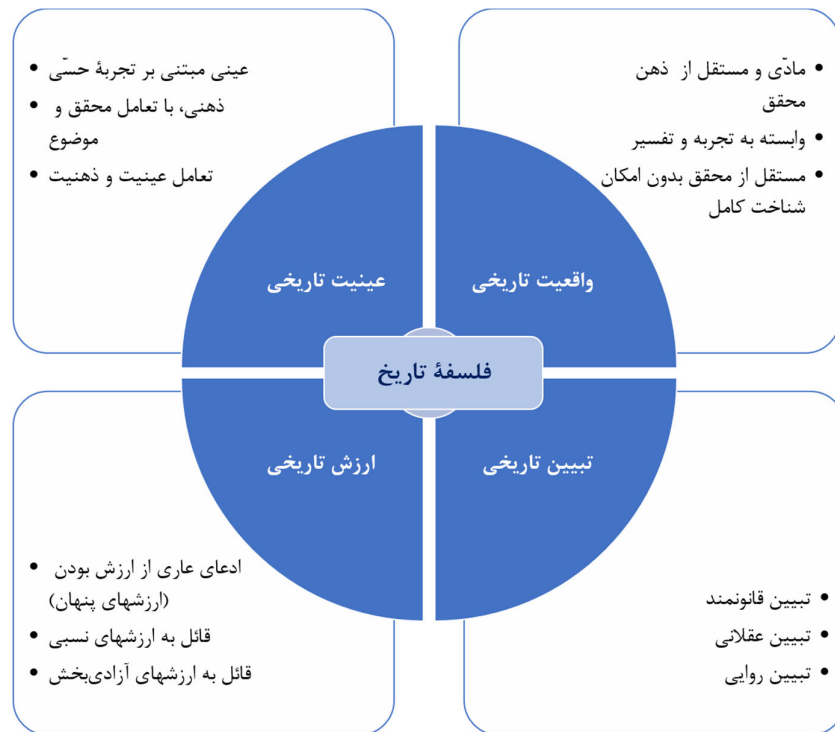 مادّی و مستقل از ذهن
محقق
وابسته به تجربه و تفسیر
مستقل از محقق بدون امکان
شناخت کامل
عینی مبتنی بر تجربهٔ حسّی
ذهنی، با تعامل محقق و
موضوع
تعامل عینیت و ذهنیت
واقعیت تاریخی
عینیت تاریخی
فلسفهٔ تاریخ
تبیین تاریخی
ارزش تاریخی
تبیین قانونمند
تبیین عقلانی
تبیین روایی
ادعای عاری از ارزش بودن
(ارزشهای پنهان)
قائل به ارزشهای نسبی
قائل به ارزشهای آزادی‌بخش